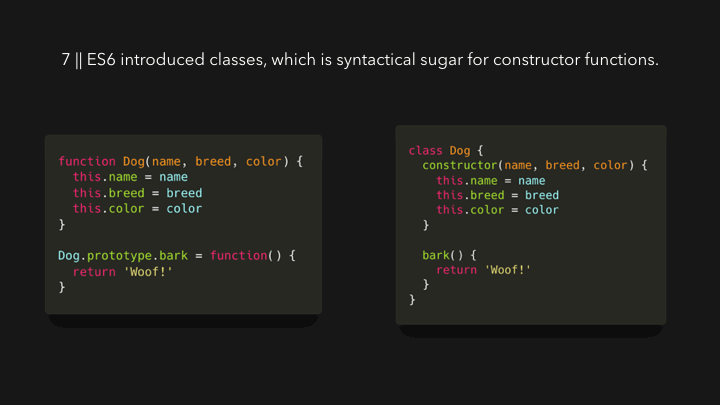 7 || ES6 introduced classes, which is syntactical sugar for constructor functions.
function Dog(name, breed, color) {
  this.name = name
  this.breed = breed
  this.color = color
}

Dog.prototype.bark = function() {
  return 'Woof!'
}
class Dog {
  constructor(name, breed, color) {
    this.name = name
    this.breed = breed
    this.color = color
  }

  bark() {
    return 'Woof!'
  }
}